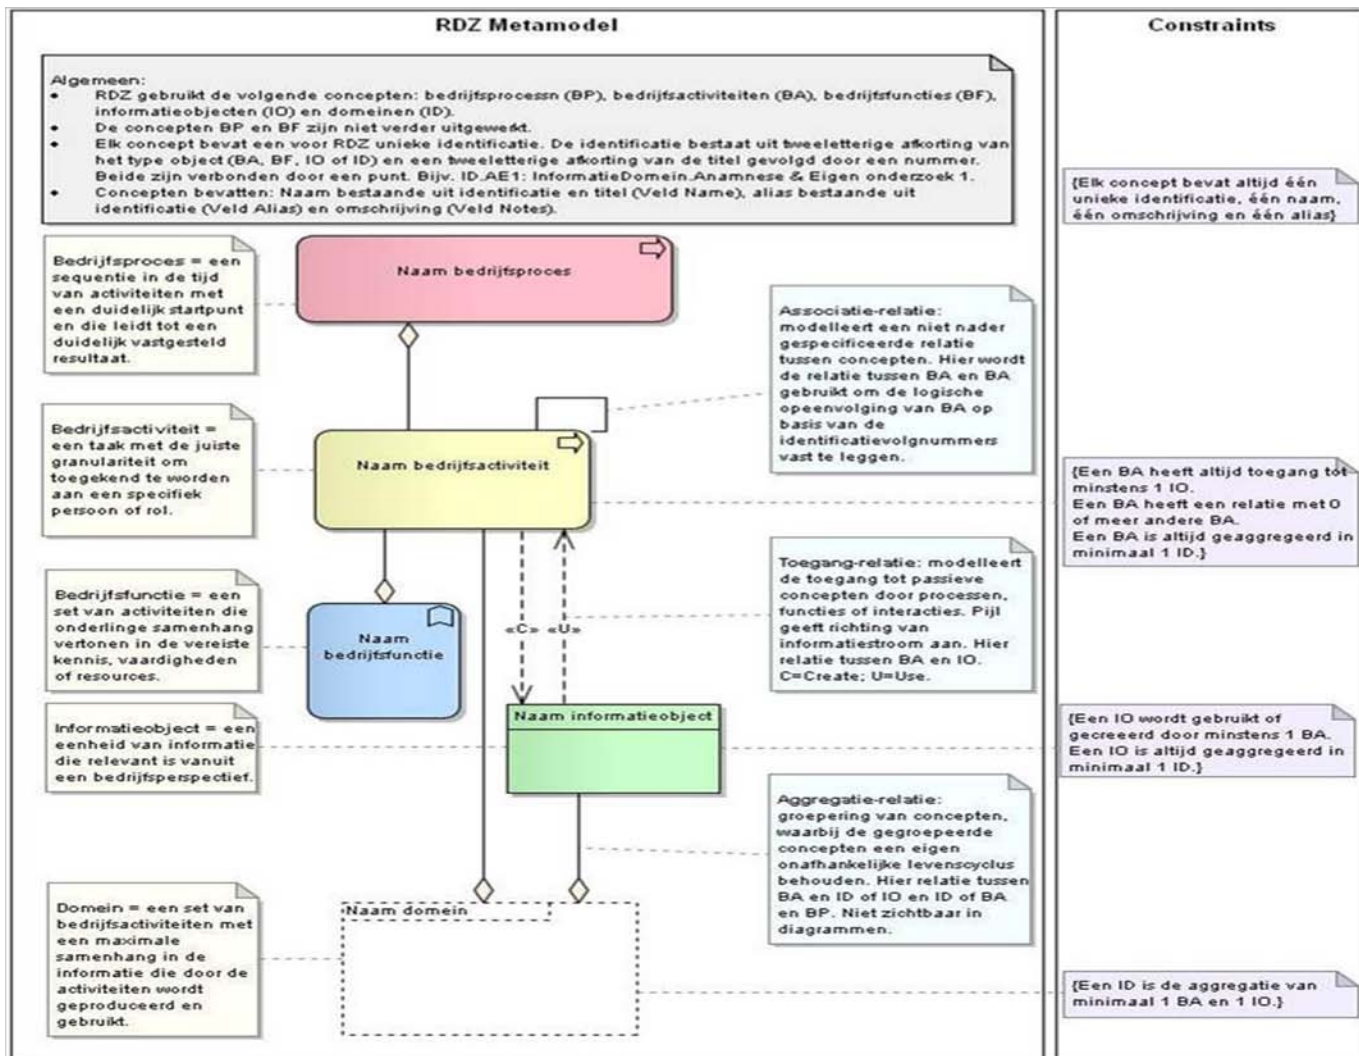 RDZ Metamodel
Constraints
Algemeen:
• RDZ gebruikt de volgende concepten: bedrijfsprocessn (BP), bedrijfsactiviteiten (BA), bedrijfsfuncties (BF),
informatieobjecten (IO) en domeinen (ID).
• De concepten BP en BF zijn niet verder uitgewerkt.
• Elk concept bevat een voor RDZ unieke identificatie. De identificatie bestaat uit tweeletterige afkorting van
het type object (BA, BF, IO of ID) en een tweeletterige afkorting van de titel gevolgd door een nummer.
Beide zijn verbonden door een punt. Bijv. ID.AE1: InformatieDomein.Anamnese & Eigen onderzoek 1.
• Concepten bevatten: Naam bestaande uit identificatie en titel (Veld Name), alias bestaande uit
identificatie (Veld Alias) en omschrijving (Veld Notes).
{Elk concept bevat altijd één
unieke identificatie, één naam,
één omschrijving en één alias}
Bedrijfsproces = een
sequentie in de tijd
van activiteiten met
een duidelijk startpunt
en die leidt tot een
duidelijk vastgesteld
resultaat.
Naam bedrijfsproces
Associatie-relatie:
modelleert een niet nader
gespecificeerde relatie
tussen concepten. Hier wordt
de relatie tussen BA en BA
gebruikt om de logische
opeenvolging van BA op
basis van de
identificatievolgnummers
vast te leggen.
Bedrijfsactiviteit =
een taak met de juiste
granulariteit om
toegekend te worden
aan een specifiek
persoon of rol.
Naam bedrijfsactiviteit
{Een BA heeft altijd toegang tot
minstens 1 IO.
Een BA heeft een relatie met 0
of meer andere BA.
Een BA is altijd geaggregeerd in
minimaal 1 ID.}
Bedrijfsfunctie = een
set van activiteiten die
onderlinge samenhang
vertonen in de vereiste
kennis, vaardigheden
of resources.
Naam
bedrijfsfunctie
«C» «U»
Toegang-relatie: modelleert
de toegang tot passieve
concepten door processen,
functies of interacties. Pijl
geeft richting van
informatiestroom aan. Hier
relatie tussen BA en IO.
C=Create; U=Use.
Informatieobject = een
eenheid van informatie
die relevant is vanuit
een bedrijfsperspectief.
Naam informatieobject
{Een IO wordt gebruikt of
gecreeerd door minstens 1 BA.
Een IO is altijd geaggregeerd in
minimaal 1 ID.}
Aggregatie-relatie:
groepering van concepten,
waarbij de gegroepeerde
concepten een eigen
onafhankelijke levenscyclus
behouden. Hier relatie tussen
BA en ID of IO en ID of BA
en BP. Niet zichtbaar in
diagrammen.
Domein = een set van
bedrijfsactiviteiten met
een maximale
samenhang in de
informatie die door de
activiteiten wordt
geproduceerd en
gebruikt.
Naam domein
{Een ID is de aggregatie van
minimaal 1 BA en 1 IO.}